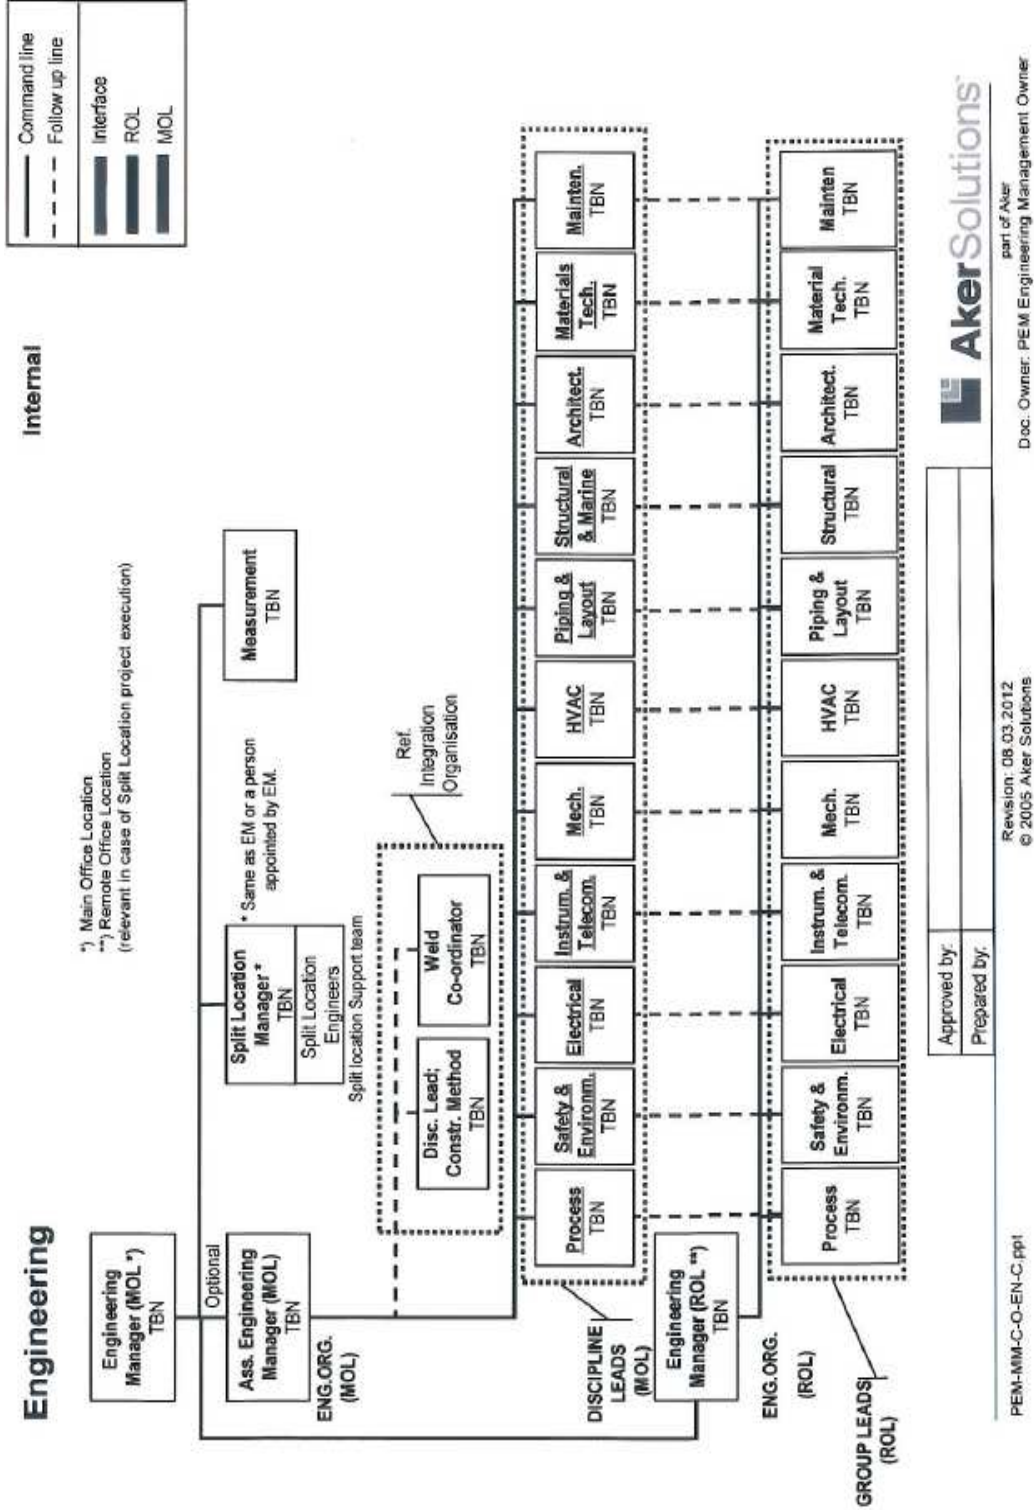 Engineering
Internal
Command line
Follow up line
Interface
ROL
MOL
*) Main Office Location
**) Remote Office Location
(relevant in case of Split Location project execution)
Engineering
Manager (MOL *)
TBN
Optional
Ass. Engineering
Manager (MOL)
TBN
ENG.ORG.
(MOL)
Split Location
Manager *
TBN
Split Location
Engineers
* Same as EM or a person
appointed by EM.
Split location Support team
Measurement
TBN
Disc. Lead;
Constr. Method
TBN
Weld
Co-ordinator
TBN
Ref.
Integration
Organisation
Process
TBN
Safety &
Environm.
TBN
Electrical
TBN
Instrum. &
Telecom.
TBN
Mech.
TBN
HVAC
TBN
Piping &
Layout
TBN
Structural
& Marine
TBN
Architect.
TBN
Materials
Tech.
TBN
Mainten.
TBN
DISCIPLINE
LEADS
(MOL)
Engineering
Manager (ROL **)
TBN
ENG.ORG.
(ROL)
Process
TBN
Safety &
Environm.
TBN
Electrical
TBN
Instrum. &
Telecom.
TBN
Mech.
TBN
HVAC
TBN
Piping &
Layout
TBN
Structural
TBN
Architect.
TBN
Material
Tech.
TBN
Mainten
TBN
GROUP LEADS
(ROL)
Approved by:
Prepared by:
AkerSolutions
part of Aker
PEM-MM-C-O-EN-C.ppt
Revision: 08.03.2012
© 2005 Aker Solutions
Doc. Owner: PEM Engineering Management Owner